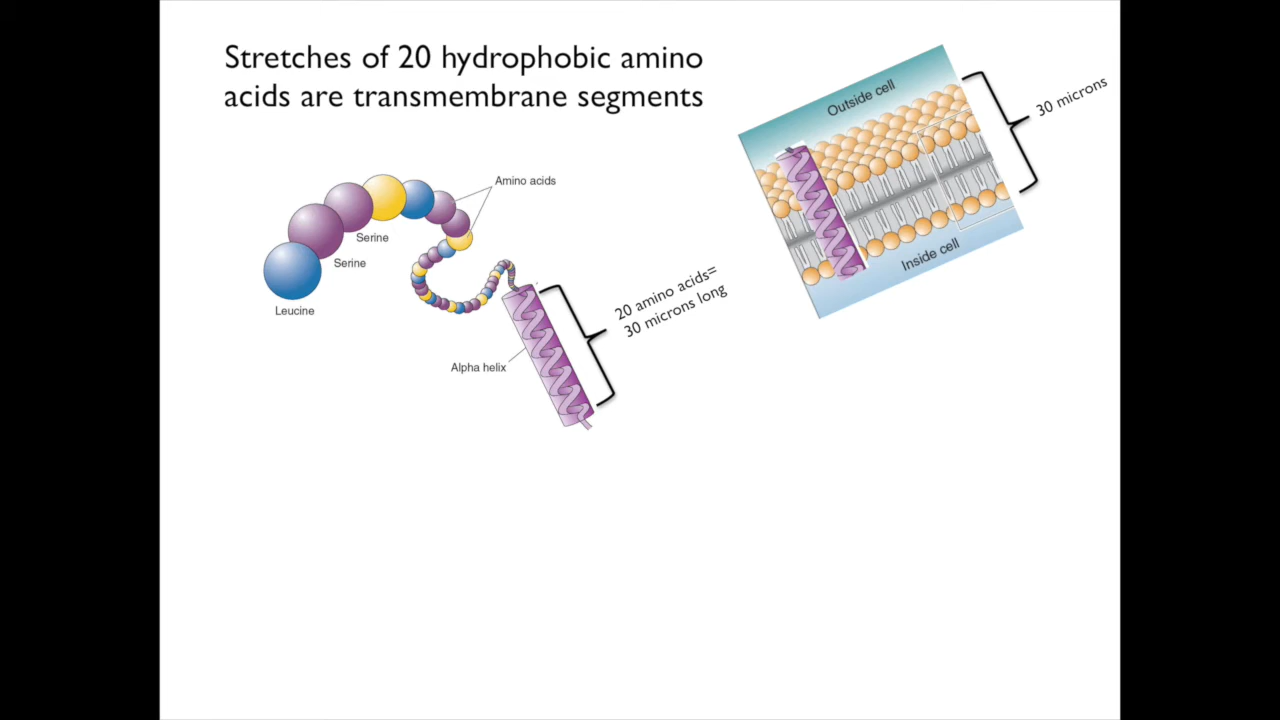 Stretches of 20 hydrophobic amino
acids are transmembrane segments
Outside cell
30 microns
Amino acids
Serine
Serine
Leucine
Inside cell
20 amino acids=
30 microns long
Alpha helix